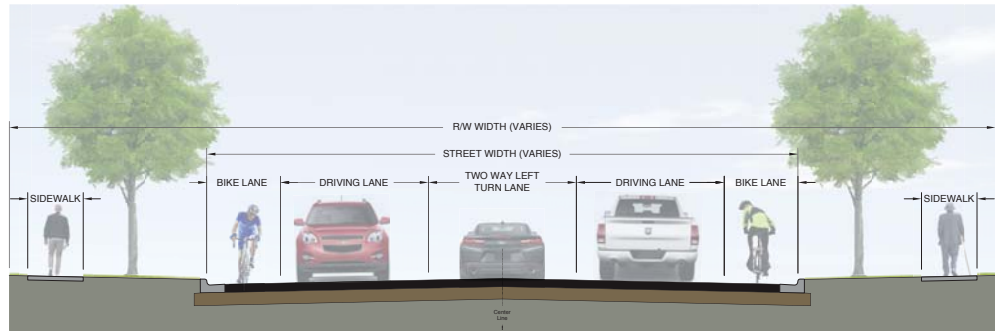 R/W WIDTH (VARIES)
STREET WIDTH (VARIES)
SIDEWALK
BIKE LANE
DRIVING LANE
TWO WAY LEFT
TURN LANE
DRIVING LANE
BIKE LANE
SIDEWALK
Center
Line